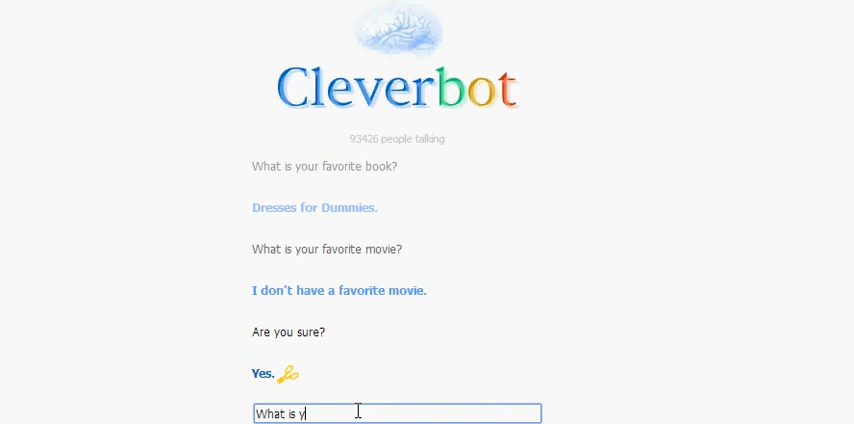 Cleverbot
93426 people talking
What is your favorite book?
Dresses for Dummies.
What is your favorite movie?
I don't have a favorite movie.
Are you sure?
Yes.
What is y